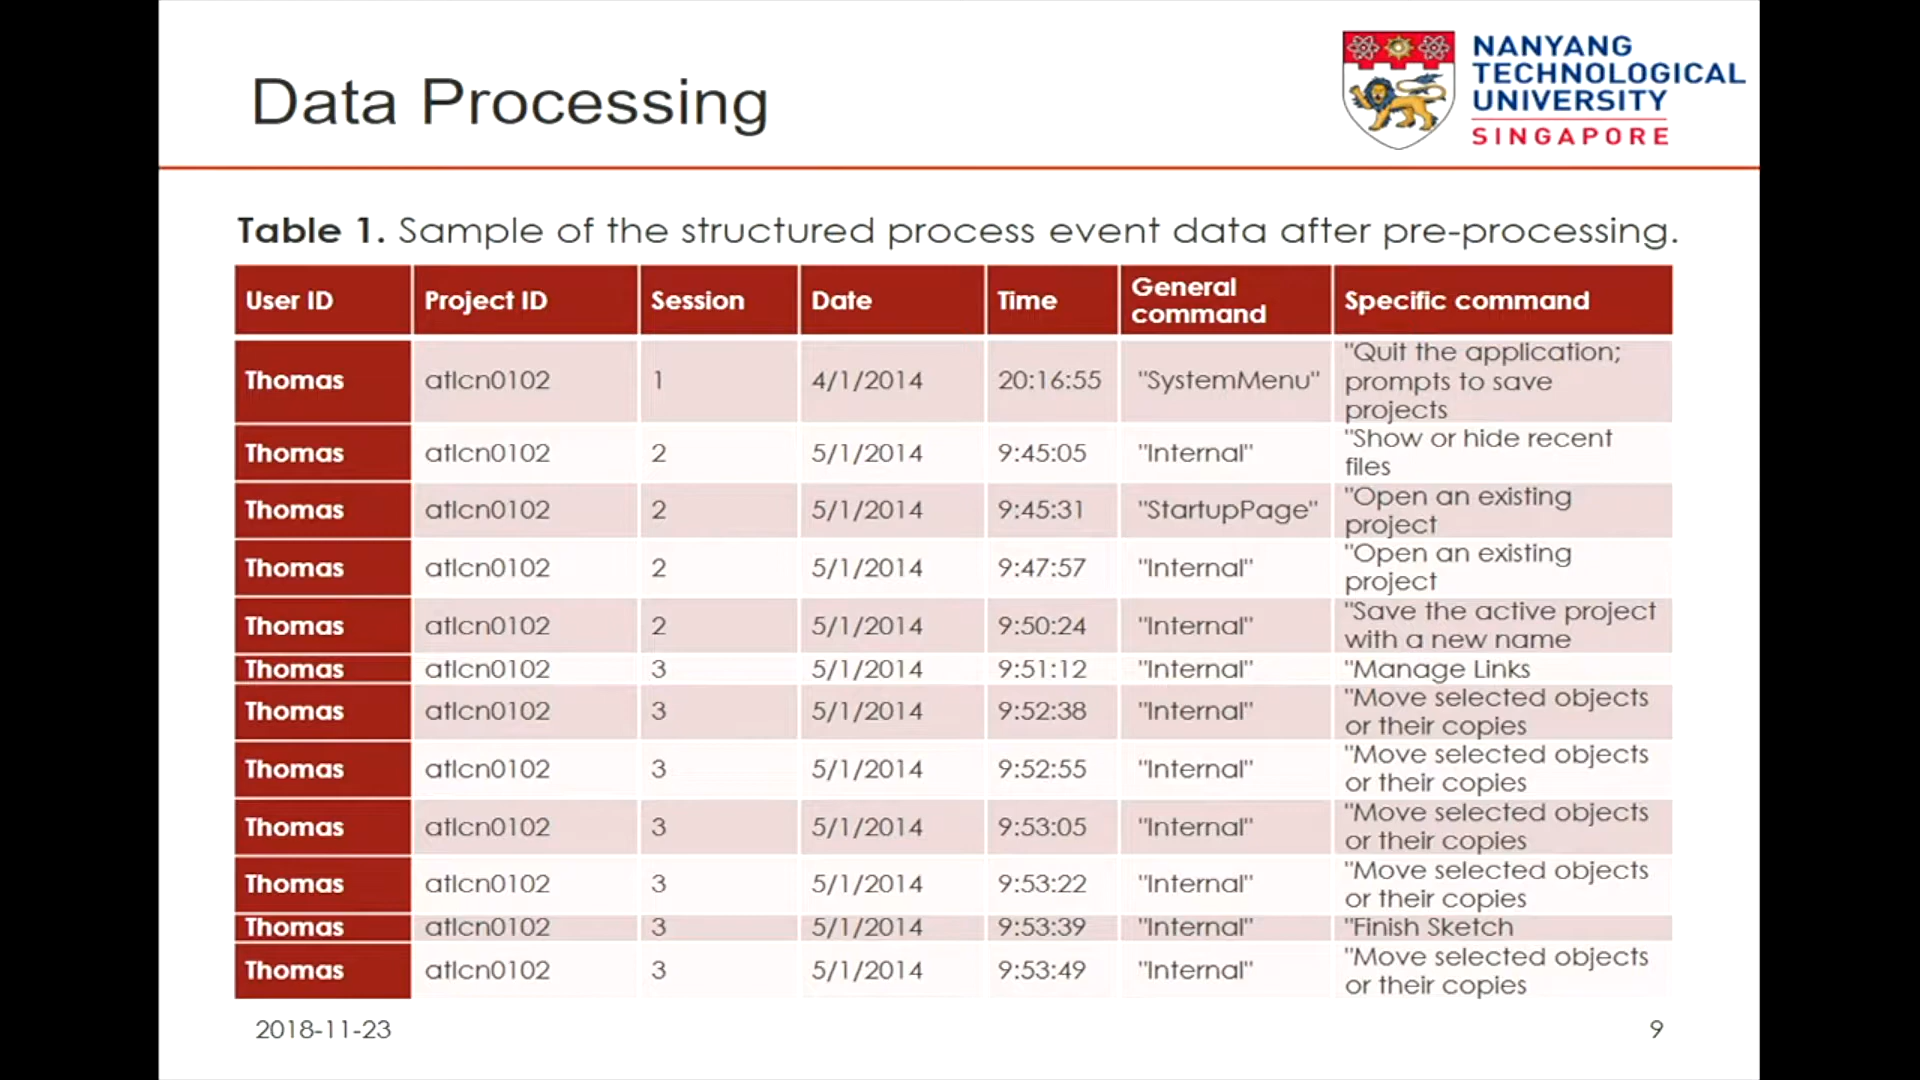 Data Processing
NANYANG
TECHNOLOGICAL
UNIVERSITY
SINGAPORE
Table 1. Sample of the structured process event data after pre-processing.
User ID Project ID Session Date Time General command Specific command
Thomas atlcn0102 1 4/1/2014 20:16:55 "SystemMenu" "Quit the application; prompts to save projects
Thomas atlcn0102 2 5/1/2014 9:45:05 "Internal" "Show or hide recent files
Thomas atlcn0102 2 5/1/2014 9:45:31 "StartupPage" "Open an existing project
Thomas atlcn0102 2 5/1/2014 9:47:57 "Internal" "Open an existing project
Thomas atlcn0102 2 5/1/2014 9:50:24 "Internal" "Save the active project with a new name
Thomas atlcn0102 3 5/1/2014 9:51:12 "Internal" "Manage Links
Thomas atlcn0102 3 5/1/2014 9:52:38 "Internal" "Move selected objects or their copies
Thomas atlcn0102 3 5/1/2014 9:52:55 "Internal" "Move selected objects or their copies
Thomas atlcn0102 3 5/1/2014 9:53:05 "Internal" "Move selected objects or their copies
Thomas atlcn0102 3 5/1/2014 9:53:22 "Internal" "Move selected objects or their copies
Thomas atlcn0102 3 5/1/2014 9:53:39 "Internal" "Finish Sketch
Thomas atlcn0102 3 5/1/2014 9:53:49 "Internal" "Move selected objects or their copies
2018-11-23
9